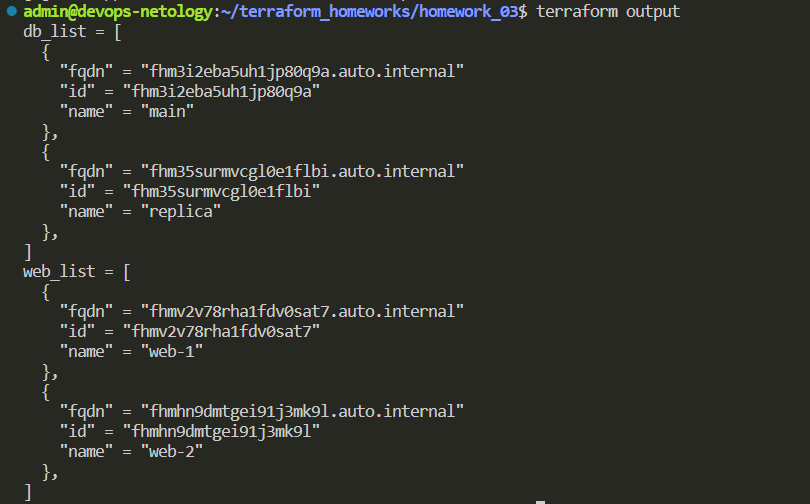 admin@devops-netology:~/terraform_homeworks/homework_03$ terraform output
db_list = [
  {
    "fqdn" = "fhm3i2eba5uh1jp80q9a.auto.internal"
    "id" = "fhm3i2eba5uh1jp80q9a"
    "name" = "main"
  },
  {
    "fqdn" = "fhm35surmvcgl0e1flbi.auto.internal"
    "id" = "fhm35surmvcgl0e1flbi"
    "name" = "replica"
  },
]
web_list = [
  {
    "fqdn" = "fhmv2v78rha1fdv0sat7.auto.internal"
    "id" = "fhmv2v78rha1fdv0sat7"
    "name" = "web-1"
  },
  {
    "fqdn" = "fhmhn9dmtgei91j3mk9l.auto.internal"
    "id" = "fhmhn9dmtgei91j3mk9l"
    "name" = "web-2"
  },
]